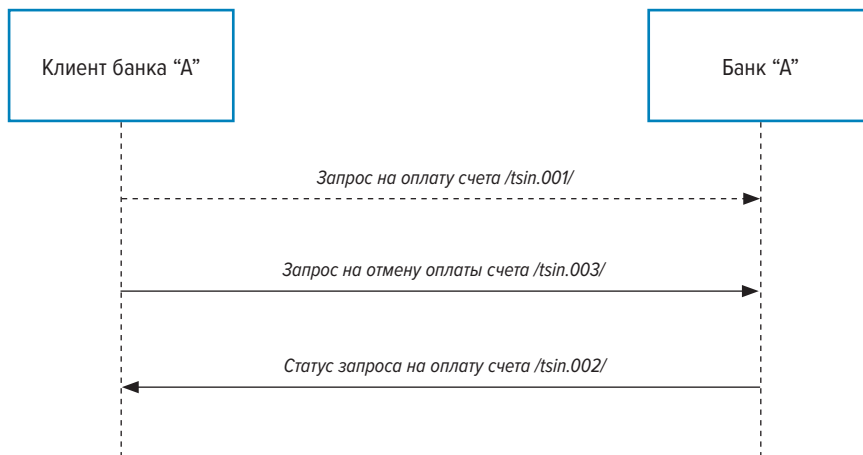 Клиент банка “А”
Банк “А”
Запрос на оплату счета /tsin.001/
Запрос на отмену оплаты счета /tsin.003/
Статус запроса на оплату счета /tsin.002/